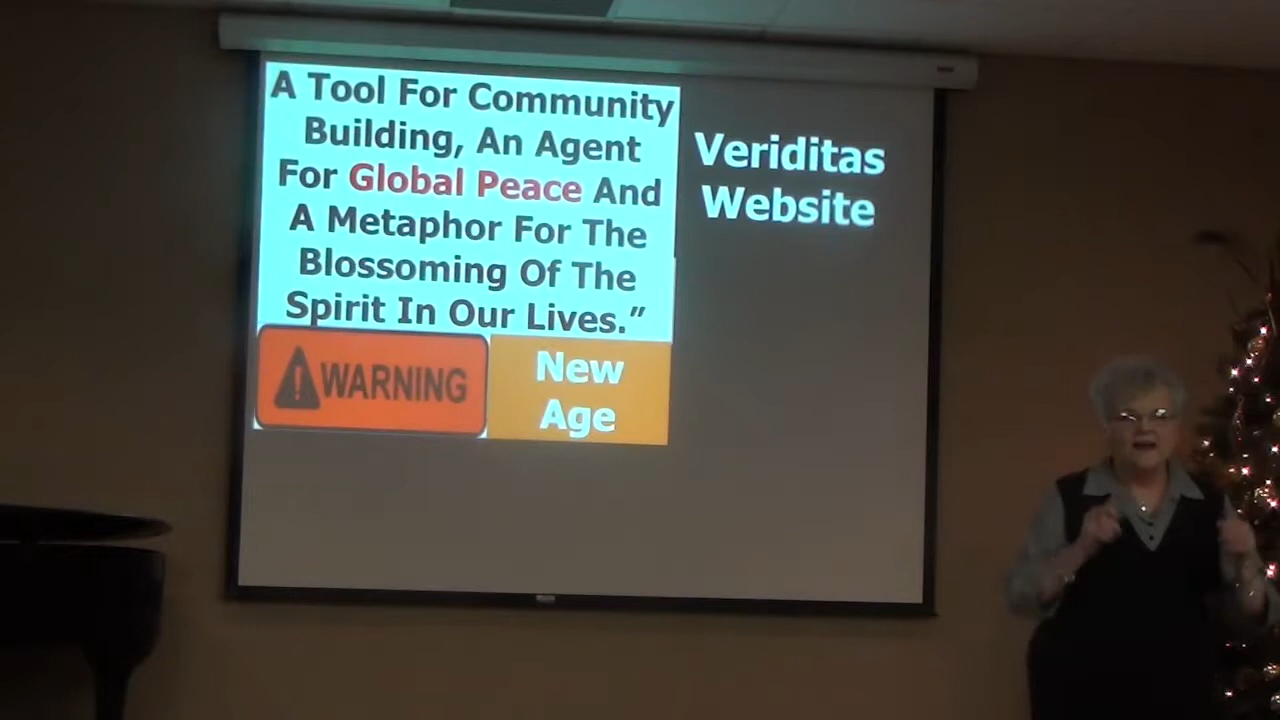 A Tool For Community
Building, An Agent
For Global Peace And
A Metaphor For The
Blossoming Of The
Spirit In Our Lives.”
Veriditas
Website
WARNING
New
Age